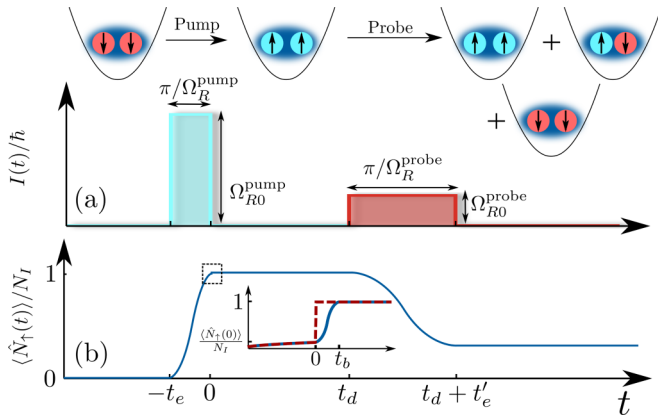 Pump
Probe
+
+
π/Ω_R^pump
π/Ω_R^probe
I(t)/ħ
(a)
Ω_R0^pump
Ω_R0^probe
⟨N̂_↑(t)⟩/N_I
1
0
(b)
1
⟨N̂_↑(0)⟩/N_I
0
t_b
−t_e
0
t_d
t_d + t′_e
t